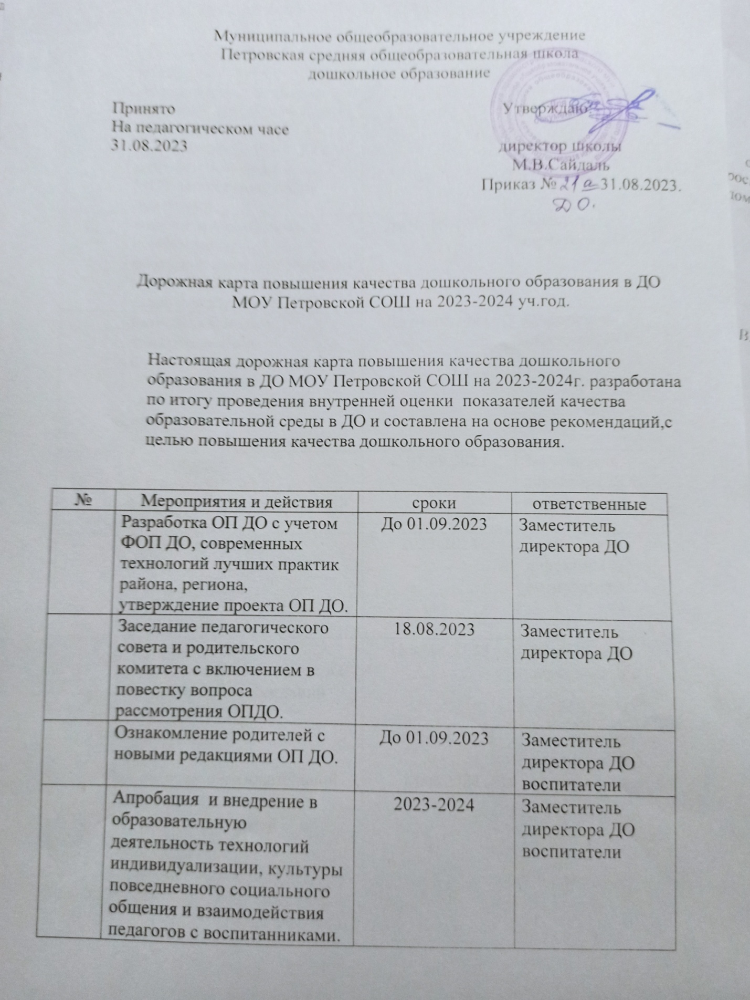 Муниципальное общеобразовательное учреждение
Петровская средняя общеобразовательная школа
дошкольное образование
Принято
На педагогическом часе
31.08.2023
Утверждаю:
директор школы
М.В.Сайдаль
Приказ № 21 а 31.08.2023.
ДО.
Дорожная карта повышения качества дошкольного образования в ДО
МОУ Петровской СОШ на 2023-2024 уч.год.
Настоящая дорожная карта повышения качества дошкольного
образования в ДО МОУ Петровской СОШ на 2023-2024г. разработана
по итогу проведения внутренней оценки показателей качества
образовательной среды в ДО и составлена на основе рекомендаций,с
целью повышения качества дошкольного образования.
№ Мероприятия и действия сроки ответственные
Разработка ОП ДО с учетом До 01.09.2023 Заместитель
ФОП ДО, современных директора ДО
технологий лучших практик
района, региона,
утверждение проекта ОП ДО.
Заседание педагогического 18.08.2023 Заместитель
совета и родительского директора ДО
комитета с включением в
повестку вопроса
рассмотрения ОПДО.
Ознакомление родителей с До 01.09.2023 Заместитель
новыми редакциями ОП ДО. директора ДО
воспитатели
Апробация и внедрение в 2023-2024 Заместитель
образовательную директора ДО
деятельность технологий воспитатели
индивидуализации, культуры
повседневного социального
общения и взаимодействия
педагогов с воспитанниками.